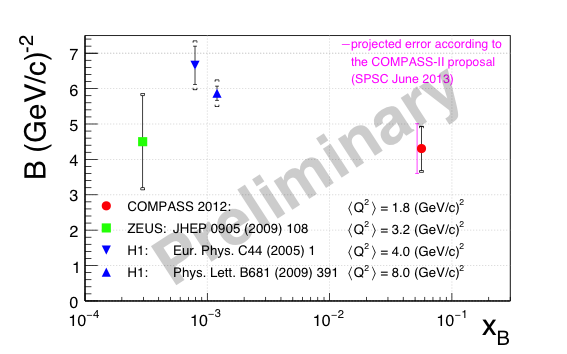 B (GeV/c)⁻²
7
6
5
4
3
2
1
0
10⁻⁴
10⁻³
10⁻²
10⁻¹
x_B
projected error according to
the COMPASS-II proposal
(SPSC June 2013)
Preliminary
COMPASS 2012: ⟨Q²⟩ = 1.8 (GeV/c)²
ZEUS: JHEP 0905 (2009) 108 ⟨Q²⟩ = 3.2 (GeV/c)²
H1: Eur. Phys. C44 (2005) 1 ⟨Q²⟩ = 4.0 (GeV/c)²
H1: Phys. Lett. B681 (2009) 391 ⟨Q²⟩ = 8.0 (GeV/c)²